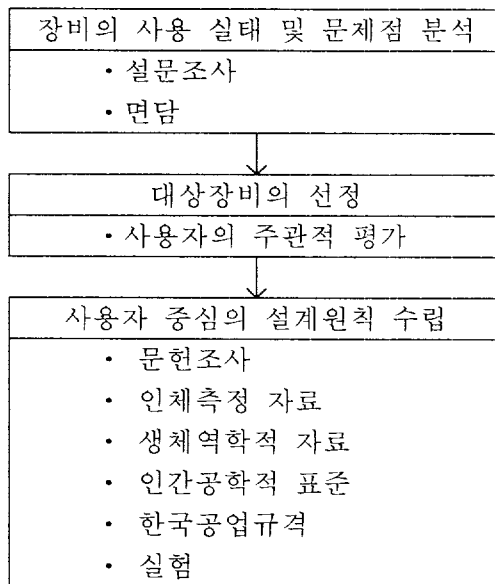 장비의 사용 실태 및 문제점 분석
· 설문조사
· 면담
대상장비의 선정
· 사용자의 주관적 평가
사용자 중심의 설계원칙 수립
· 문헌조사
· 인체측정 자료
· 생체역학적 자료
· 인간공학적 표준
· 한국공업규격
· 실험